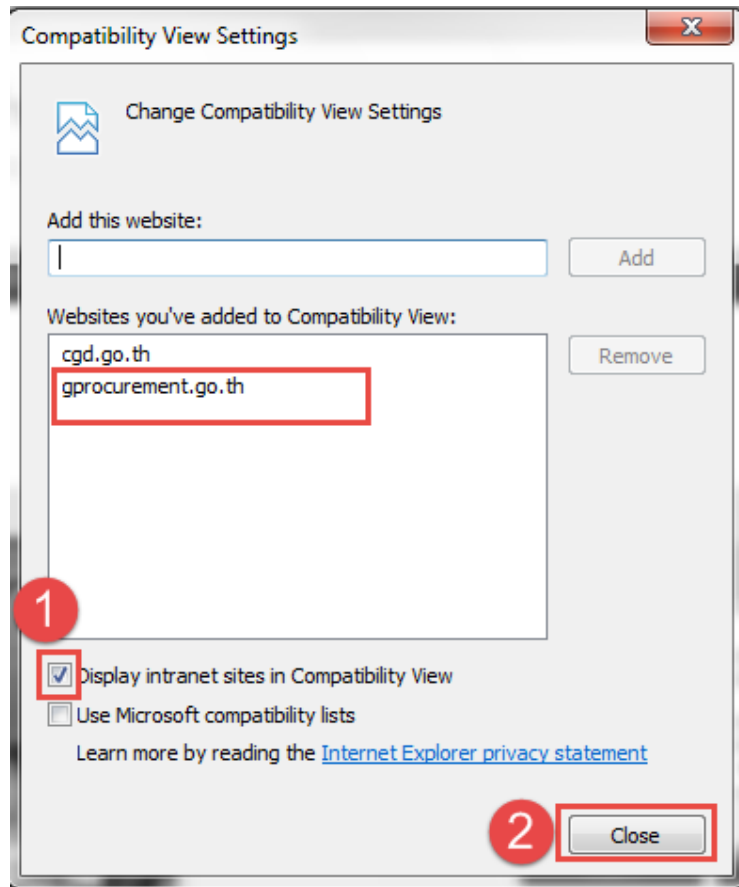 Compatibility View Settings
Change Compatibility View Settings
Add this website:
Add
Websites you've added to Compatibility View:
cgd.go.th
Remove
gprocurement.go.th
1
Display intranet sites in Compatibility View
Use Microsoft compatibility lists
Learn more by reading the Internet Explorer privacy statement
2
Close